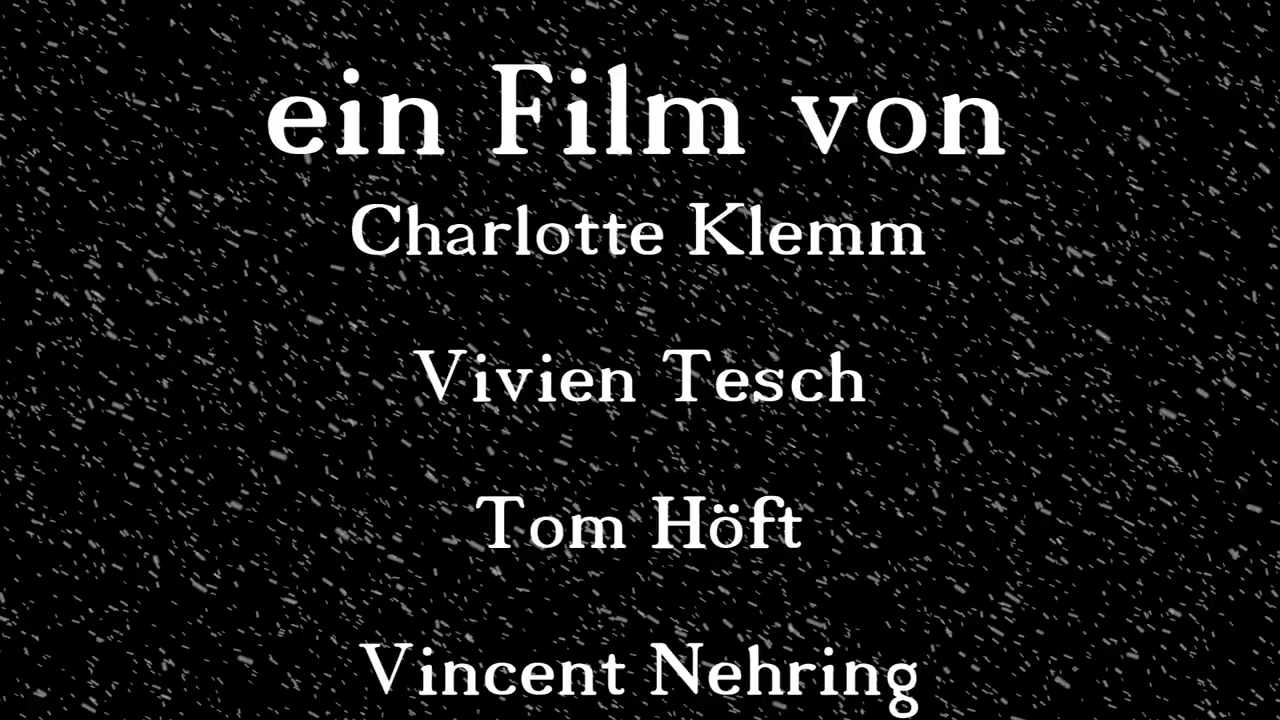 ein Film von
Charlotte Klemm
Vivien Tesch
Tom Höft
Vincent Nehring